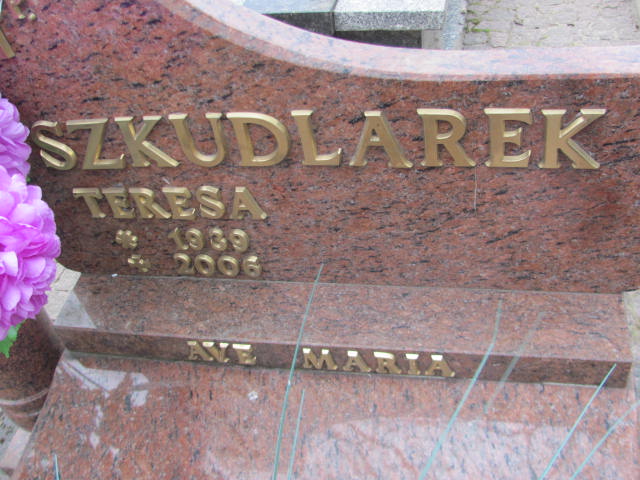 SZKUDLAREK
TERESA
* 1939
+ 2006
AVE MARIA